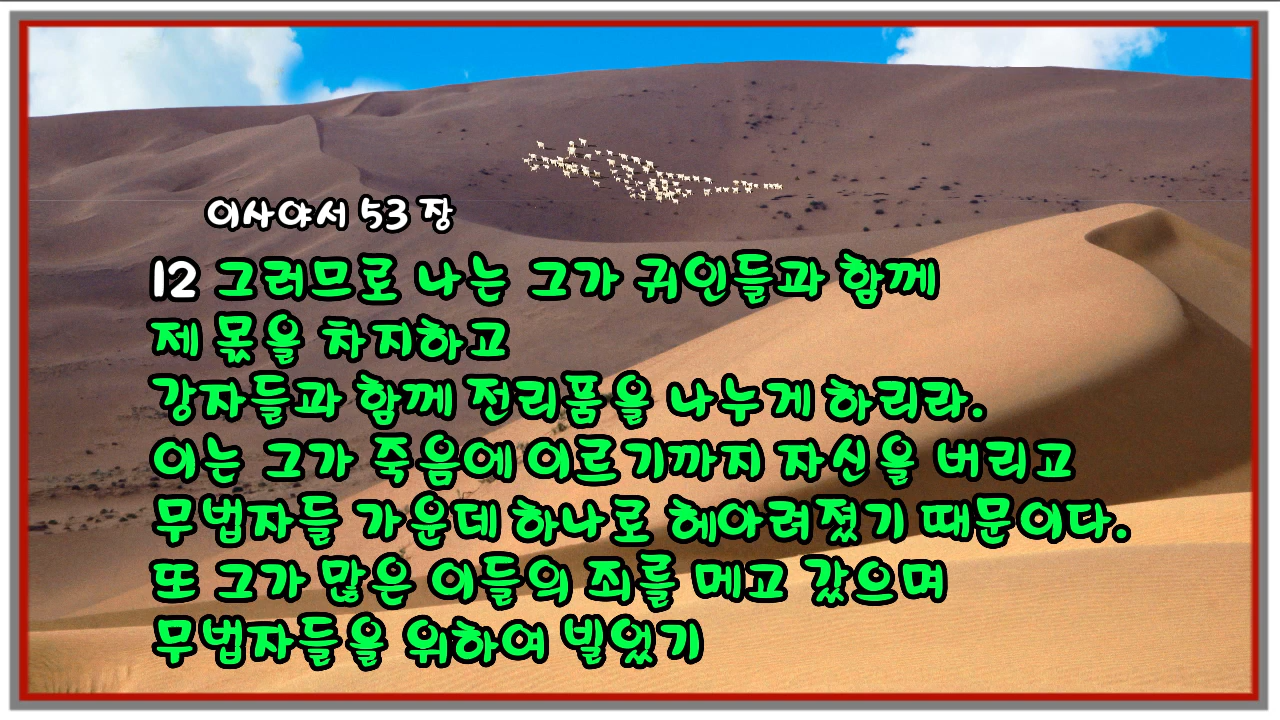 이사야서 53 장
12 그러므로 나는 그가 귀인들과 함께
제 몫을 차지하고
강자들과 함께 전리품을 나누게 하리라.
이는 그가 죽음에 이르기까지 자신을 버리고
무법자들 가운데 하나로 헤아려졌기 때문이다.
또 그가 많은 이들의 죄를 메고 갔으며
무법자들을 위하여 빌었기